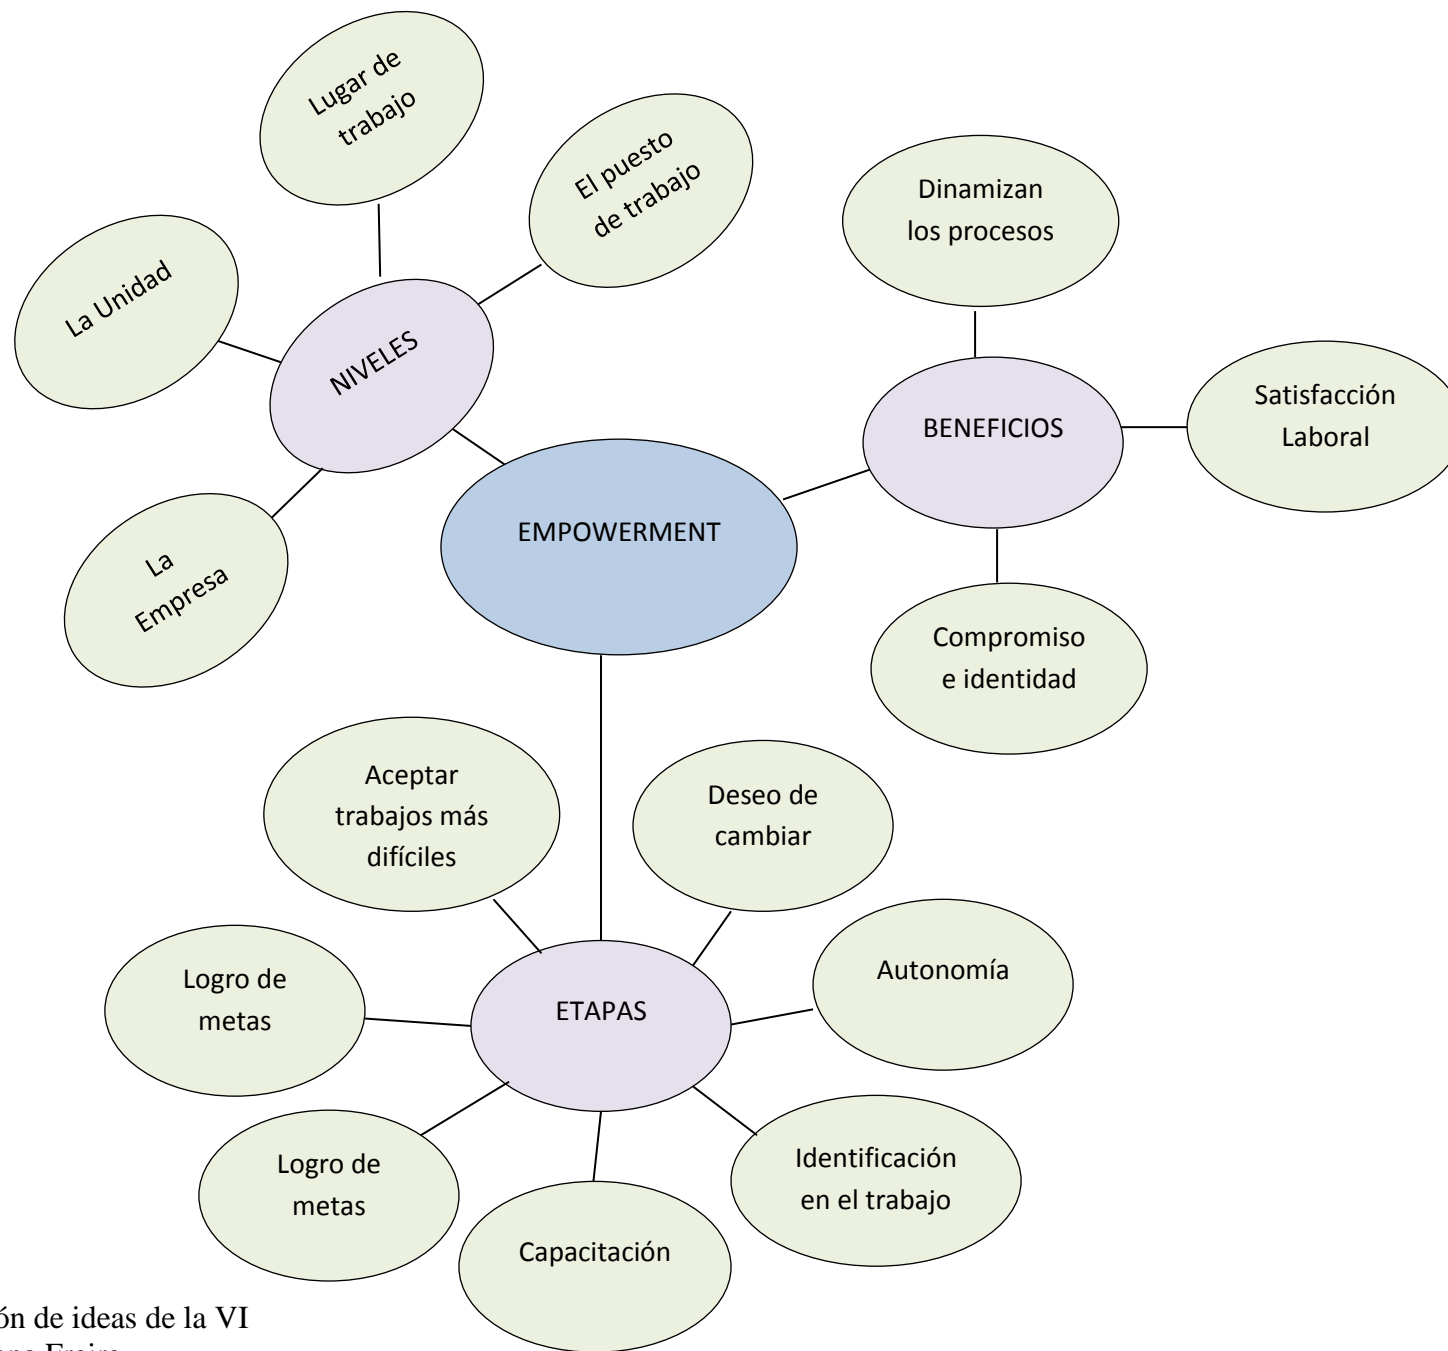 Lugar de
trabajo
El puesto
de trabajo
La Unidad
NIVELES
La
Empresa
Dinamizan
los procesos
BENEFICIOS
Satisfacción
Laboral
Compromiso
e identidad
EMPOWERMENT
Aceptar
trabajos más
difíciles
Deseo de
cambiar
Logro de
metas
ETAPAS
Autonomía
Logro de
metas
Capacitación
Identificación
en el trabajo
ón de ideas de la VI